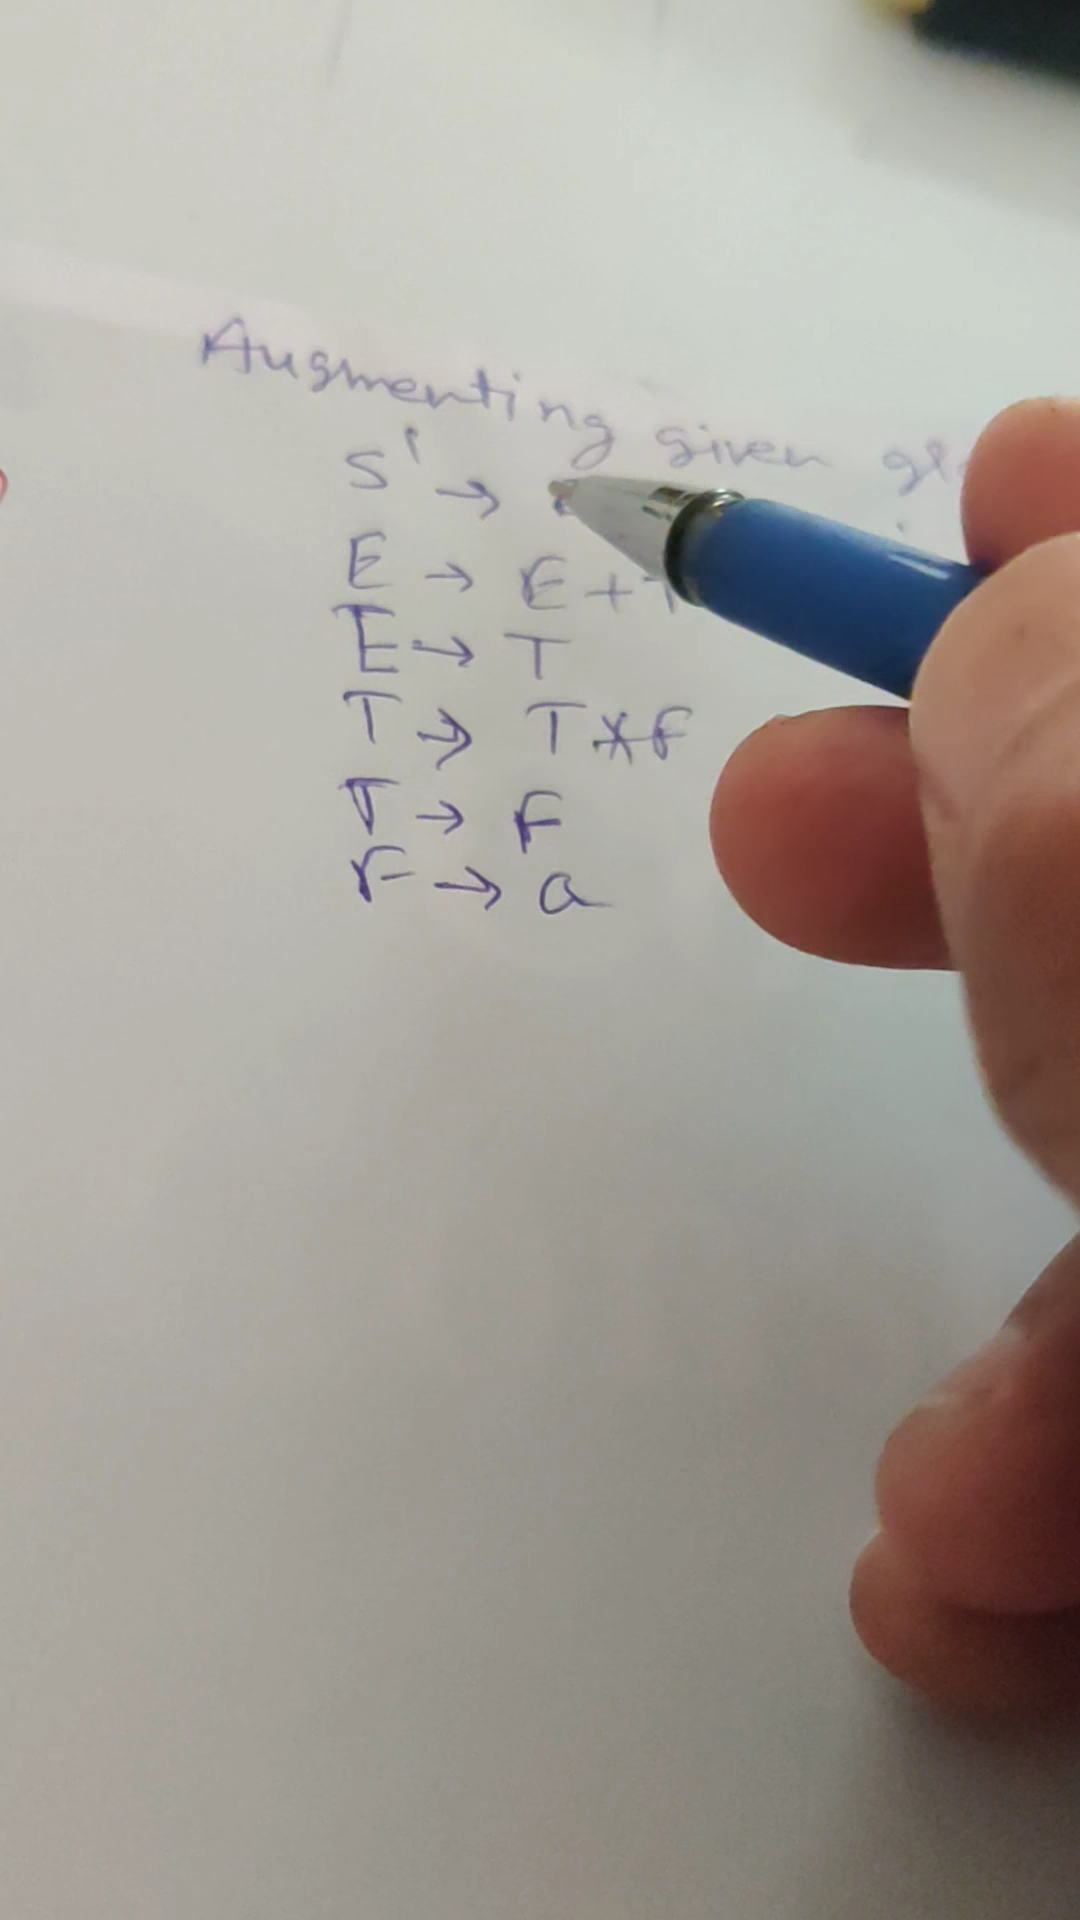 Augmenting given
S' →
E → E +
E → T
T → T * F
T → F
F → a